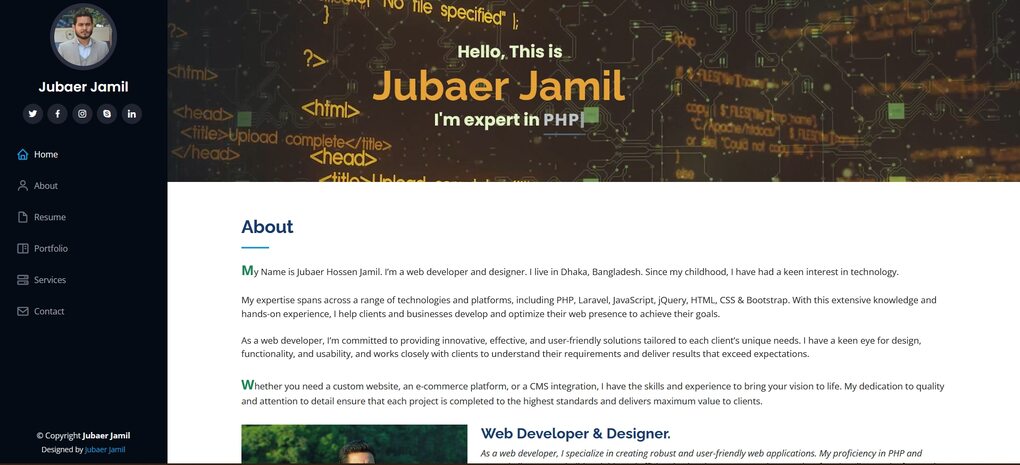 Jubaer Jamil
Home
About
Resume
Portfolio
Services
Contact
© Copyright Jubaer Jamil
Designed by Jubaer Jamil
No "file specified" |;
}
?>
<html>
<html>
<head>
<title>Upload complete</title>
</head>
<head>
Hello, This is
Jubaer Jamil
I'm expert in PHP|
About
My Name is Jubaer Hossen Jamil. I'm a web developer and designer. I live in Dhaka, Bangladesh. Since my childhood, I have had a keen interest in technology.
My expertise spans across a range of technologies and platforms, including PHP, Laravel, JavaScript, jQuery, HTML, CSS & Bootstrap. With this extensive knowledge and
hands-on experience, I help clients and businesses develop and optimize their web presence to achieve their goals.
As a web developer, I'm committed to providing innovative, effective, and user-friendly solutions tailored to each client's unique needs. I have a keen eye for design,
functionality, and usability, and works closely with clients to understand their requirements and deliver results that exceed expectations.
Whether you need a custom website, an e-commerce platform, or a CMS integration, I have the skills and experience to bring your vision to life. My dedication to quality
and attention to detail ensure that each project is completed to the highest standards and delivers maximum value to clients.
Web Developer & Designer.
As a web developer, I specialize in creating robust and user-friendly web applications. My proficiency in PHP and